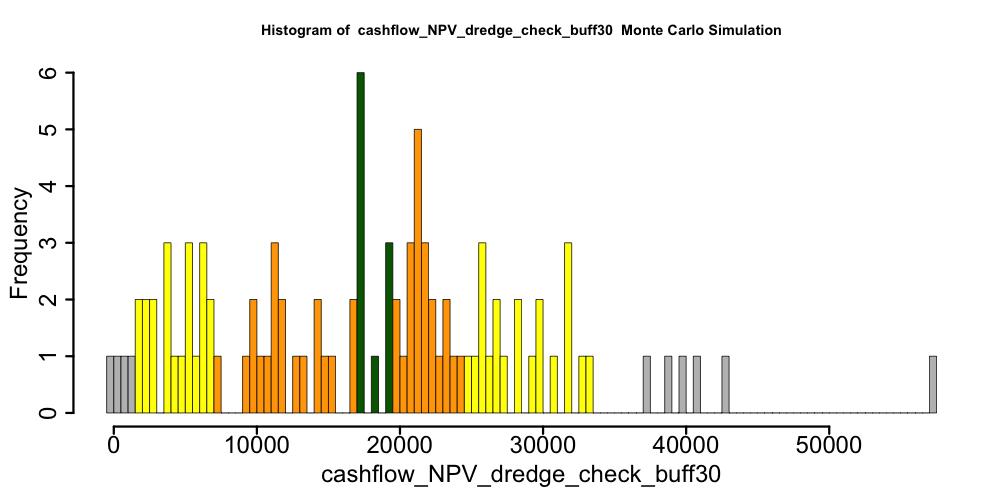 Histogram of  cashflow_NPV_dredge_check_buff30  Monte Carlo Simulation
Frequency
6
5
4
3
2
1
0
0 10000 20000 30000 40000 50000
cashflow_NPV_dredge_check_buff30